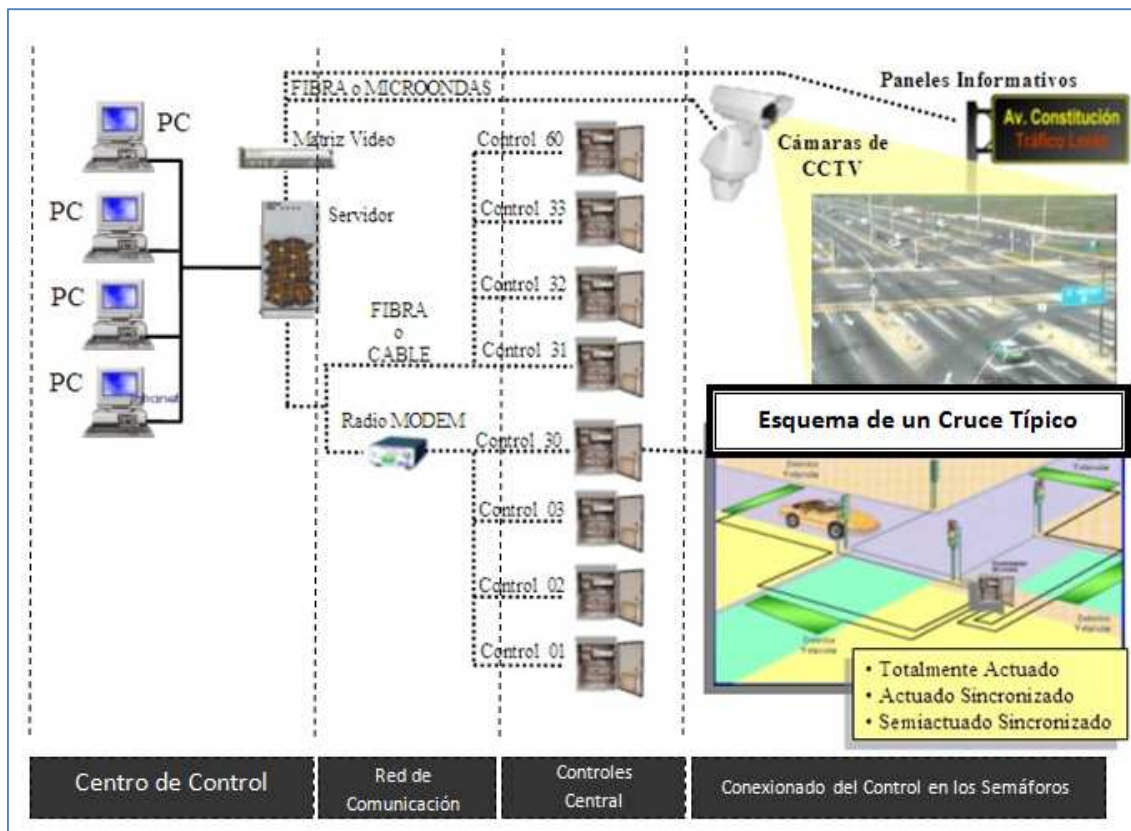 Paneles Informativos
FIBRA o MICROONDAS
Av. Constitución
PC
Matriz Video
Control 60
Cámaras de
CCTV
PC
Servidor
Control 33
PC
FIBRA
o
CABLE
Control 32
Control 31
PC
Radio MODEM
Control 30
Esquema de un Cruce Típico
Control 03
Control 02
Control 01
• Totalmente Actuado
• Actuado Sincronizado
• Semiactuado Sincronizado
Centro de Control
Red de
Comunicación
Controles
Central
Conexionado del Control en los Semáforos